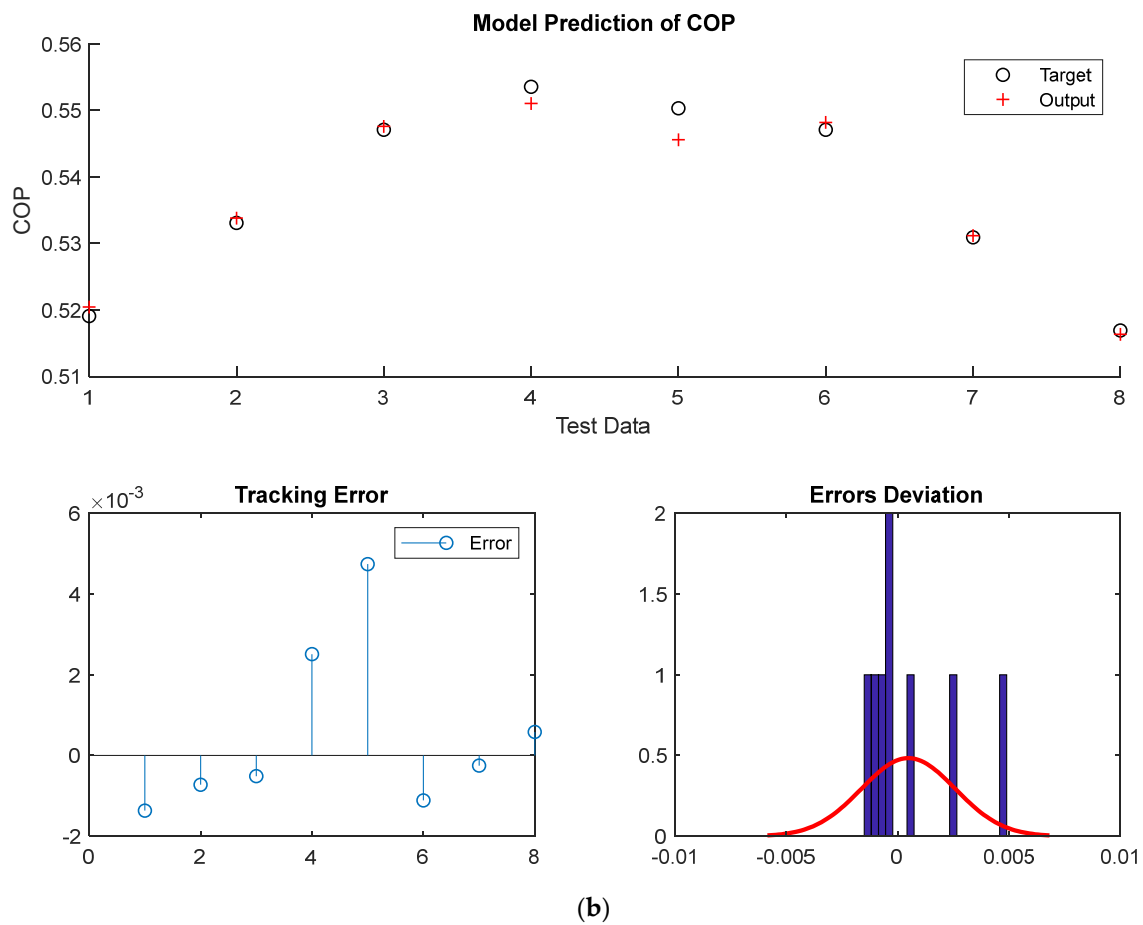 Model Prediction of COP
0.56
0.55
0.54
0.53
0.52
0.51
COP
Target
Output
1 2 3 4 5 6 7 8
Test Data
Tracking Error
×10-3
6
4
2
0
-2
Error
0 2 4 6 8
Errors Deviation
2
1.5
1
0.5
0
-0.01 -0.005 0 0.005 0.01
(b)